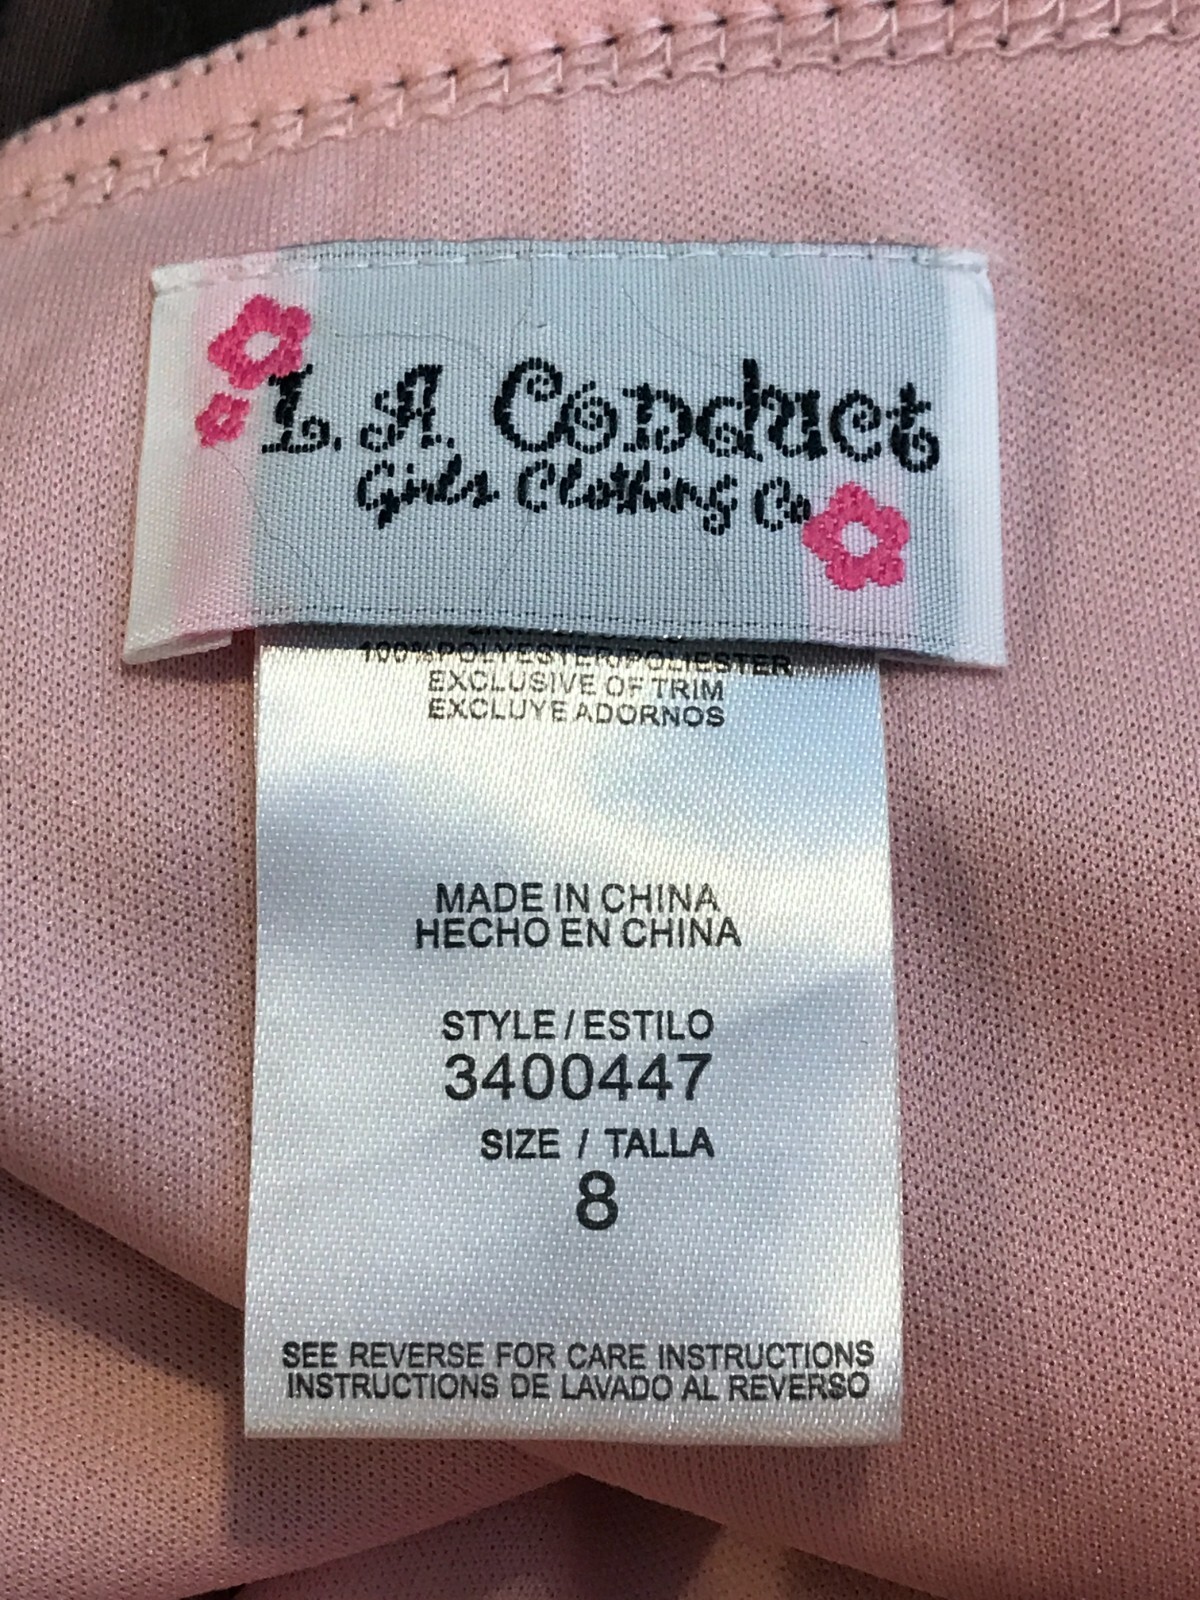 L.A. Conduct
Girls Clothing Co
100% POLYESTER/POLIESTER
EXCLUSIVE OF TRIM
EXCLUYE ADORNOS
MADE IN CHINA
HECHO EN CHINA
STYLE / ESTILO
3400447
SIZE / TALLA
8
SEE REVERSE FOR CARE INSTRUCTIONS
INSTRUCTIONS DE LAVADO AL REVERSO